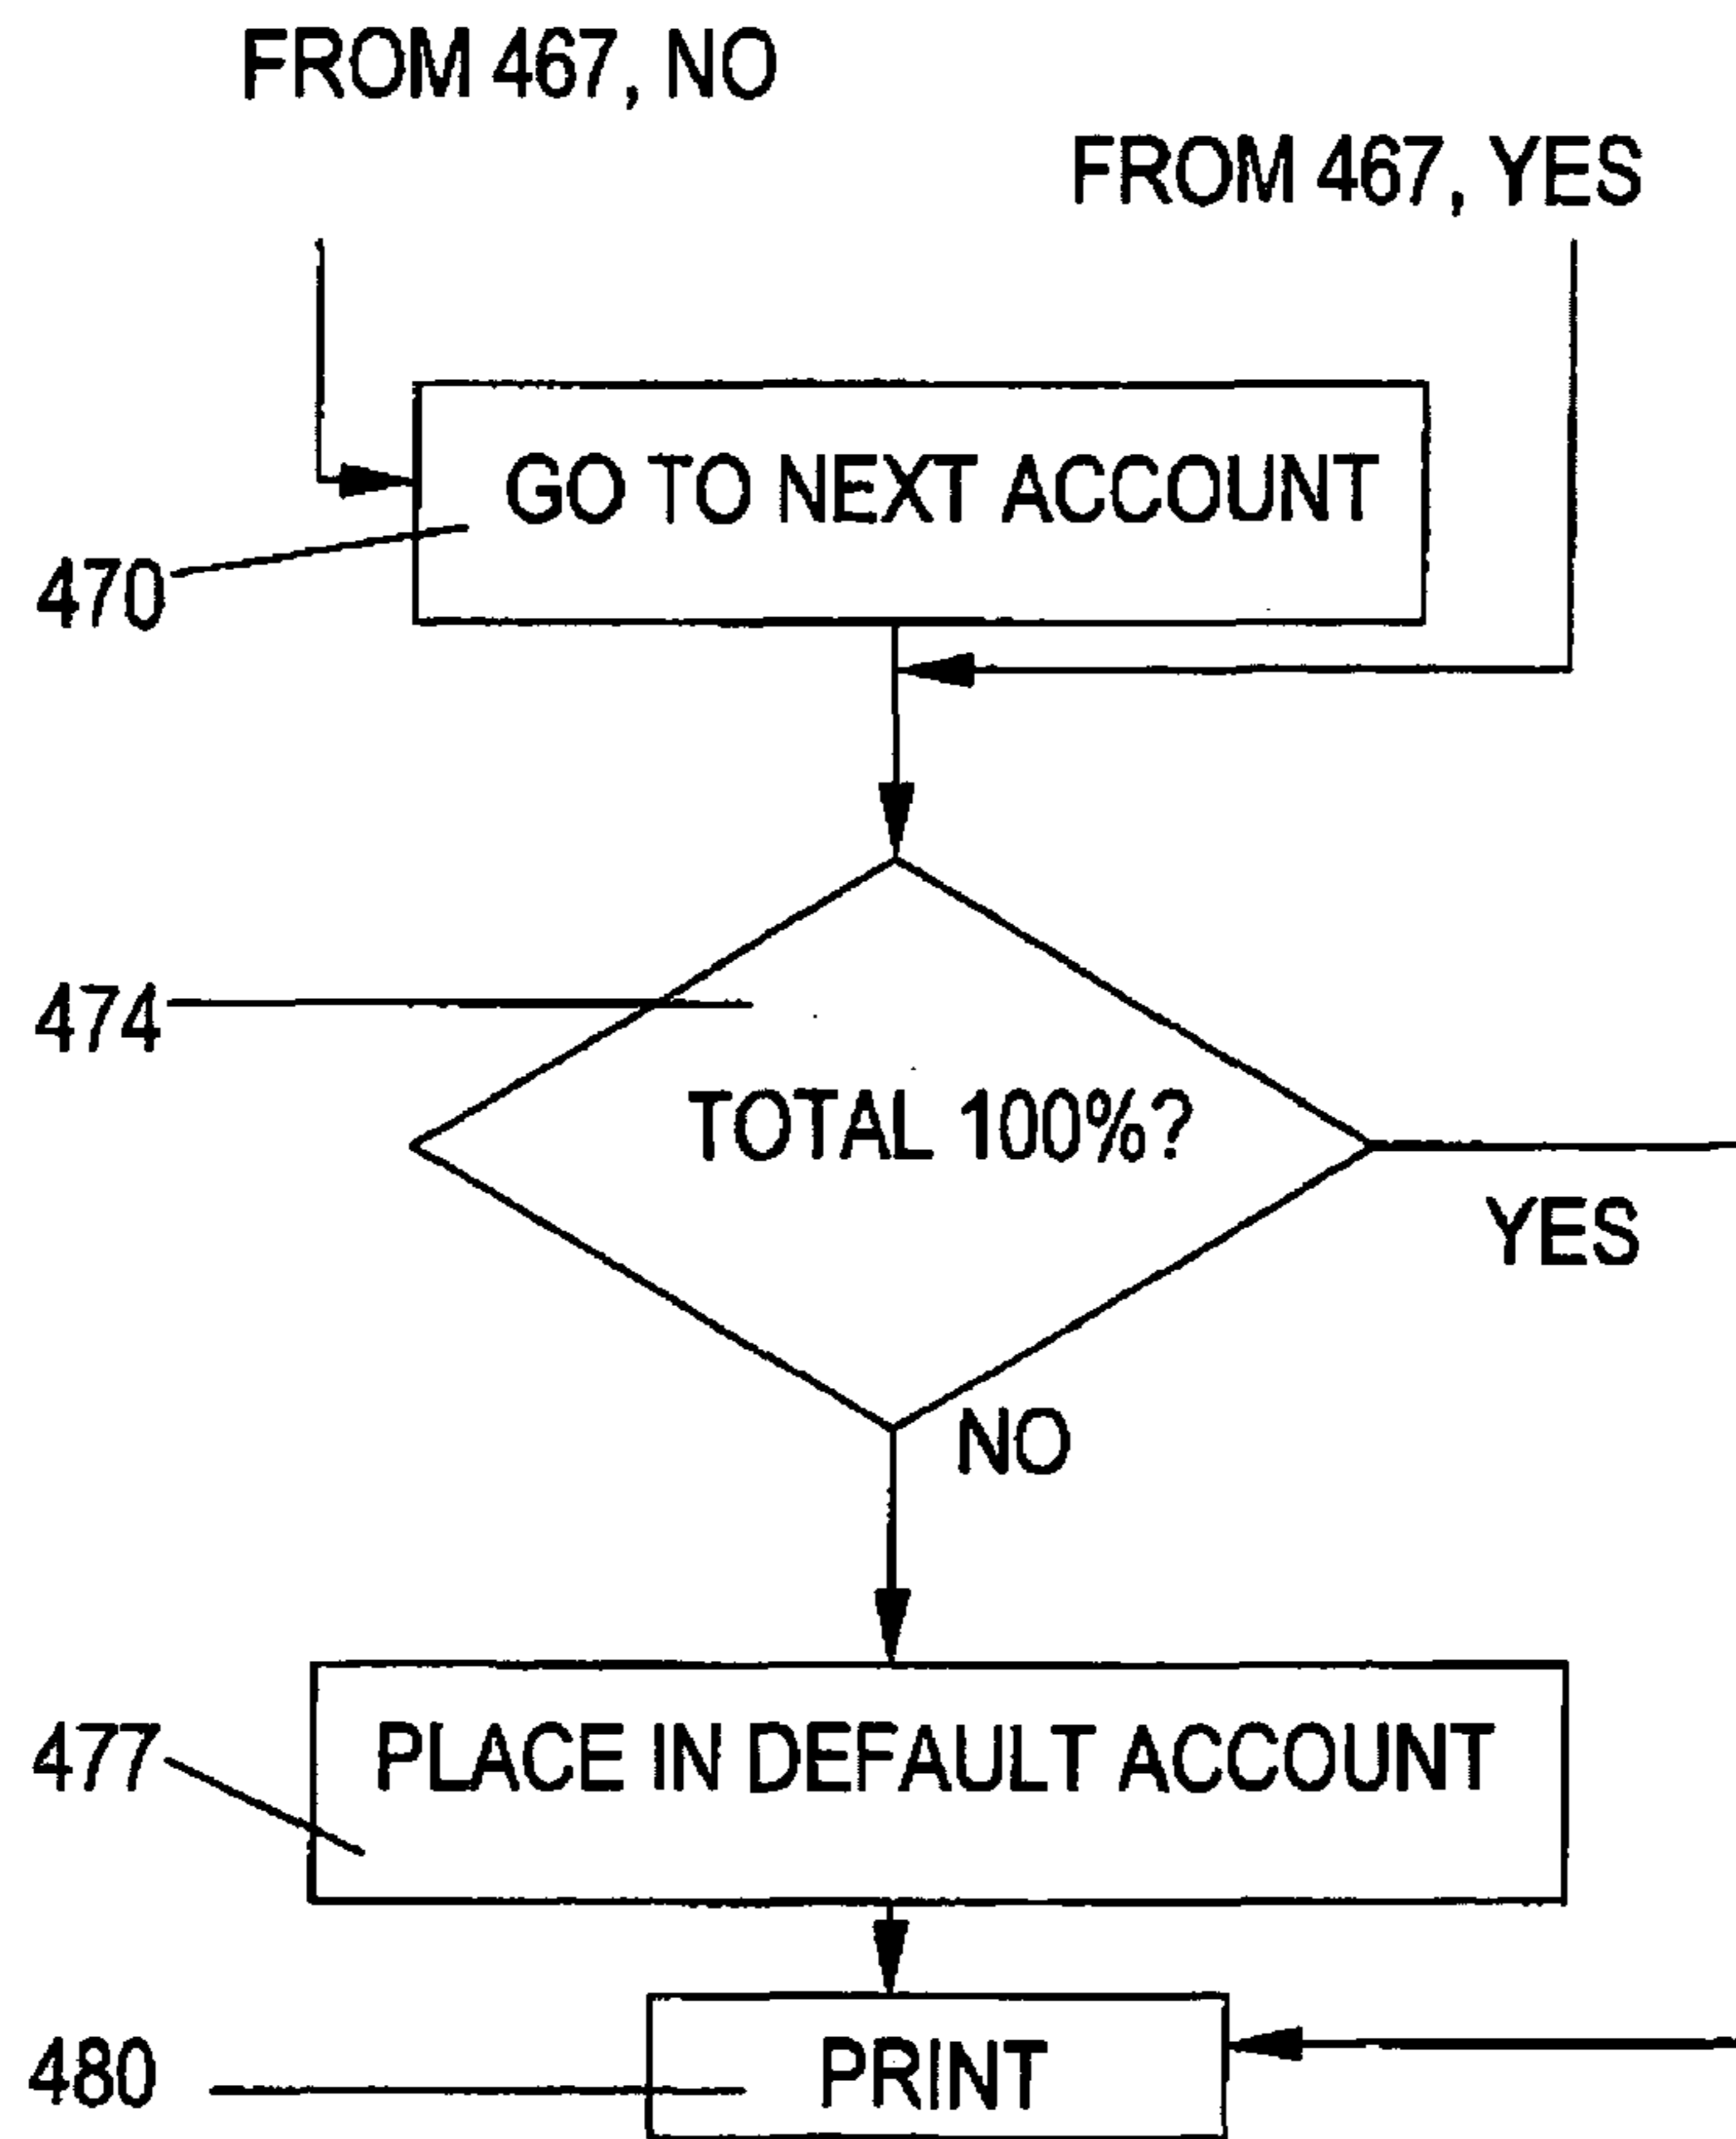 FROM 467, NO
FROM 467, YES
GO TO NEXT ACCOUNT
470
474
TOTAL 100%?
YES
NO
477
PLACE IN DEFAULT ACCOUNT
480
PRINT